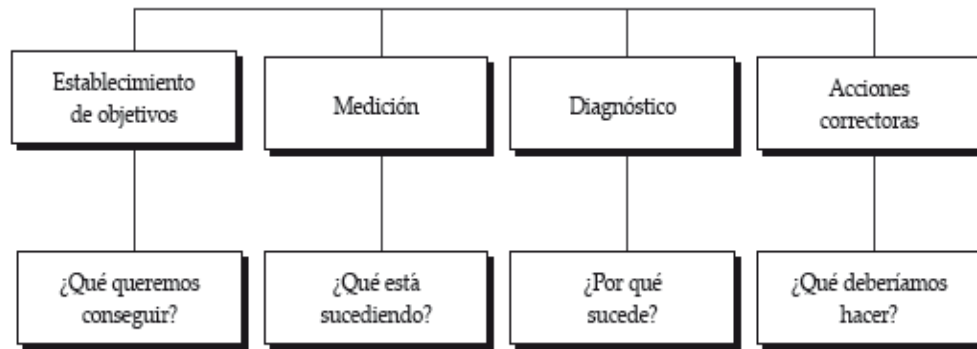 Establecimiento
de objetivos
Medición
Diagnóstico
Acciones
correctoras
¿Qué queremos
conseguir?
¿Qué está
sucediendo?
¿Por qué
sucede?
¿Qué deberíamos
hacer?